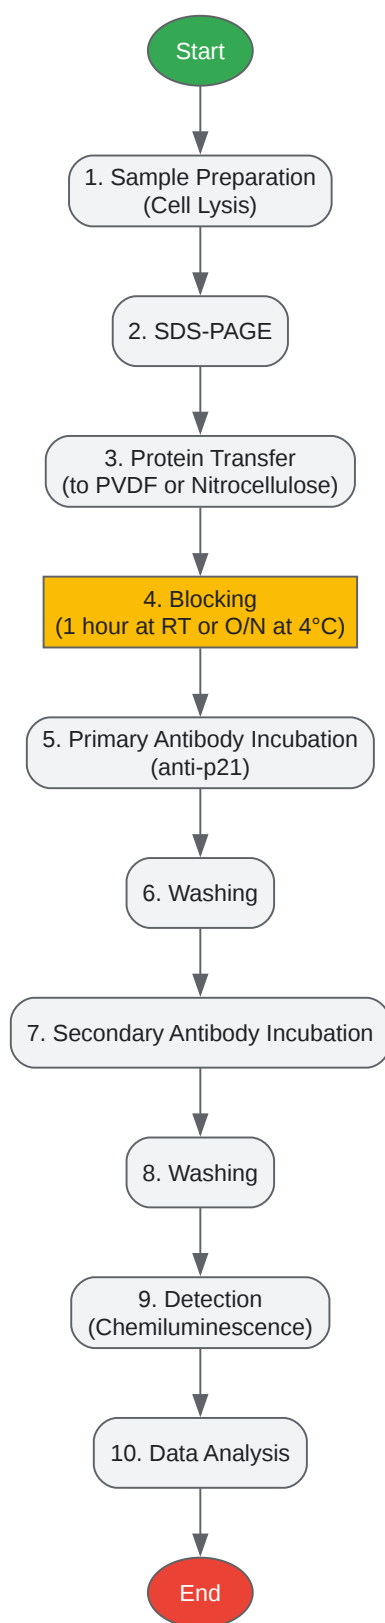 Start
1. Sample Preparation
(Cell Lysis)
2. SDS-PAGE
3. Protein Transfer
(to PVDF or Nitrocellulose)
4. Blocking
(1 hour at RT or O/N at 4°C)
5. Primary Antibody Incubation
(anti-p21)
6. Washing
7. Secondary Antibody Incubation
8. Washing
9. Detection
(Chemiluminescence)
10. Data Analysis
End